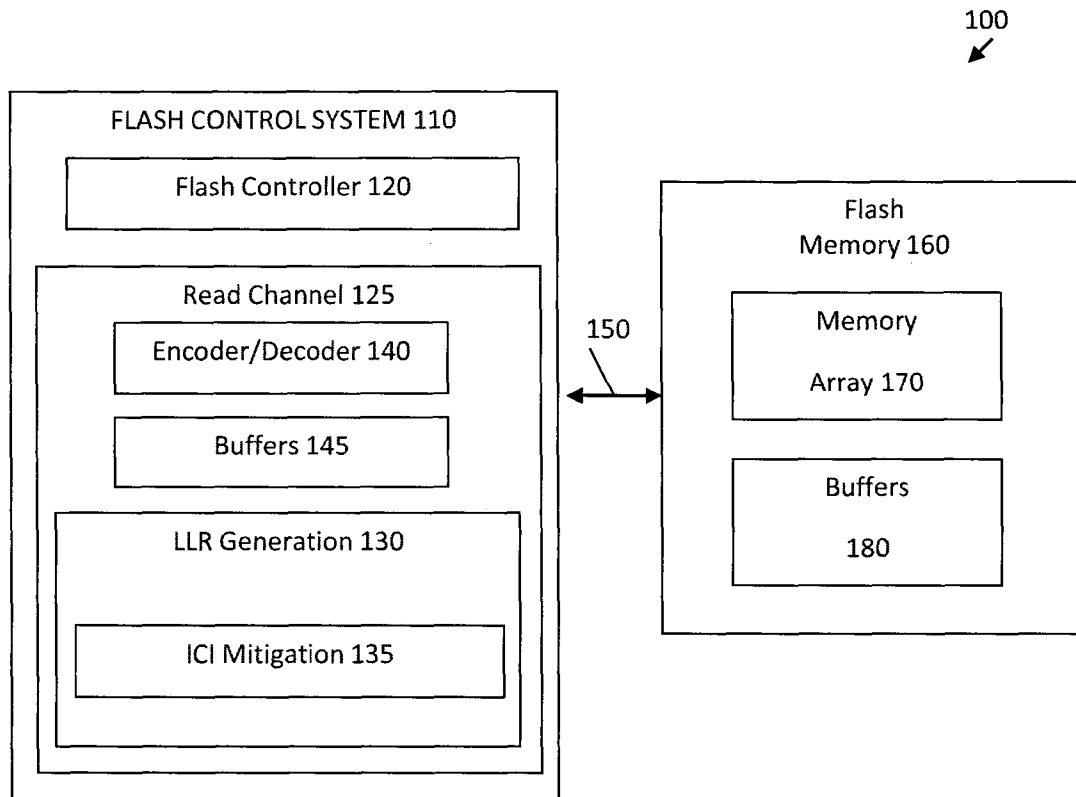 100
FLASH CONTROL SYSTEM 110
Flash Controller 120
Read Channel 125
Encoder/Decoder 140
Buffers 145
LLR Generation 130
ICI Mitigation 135
150
Flash
Memory 160
Memory
Array 170
Buffers
180